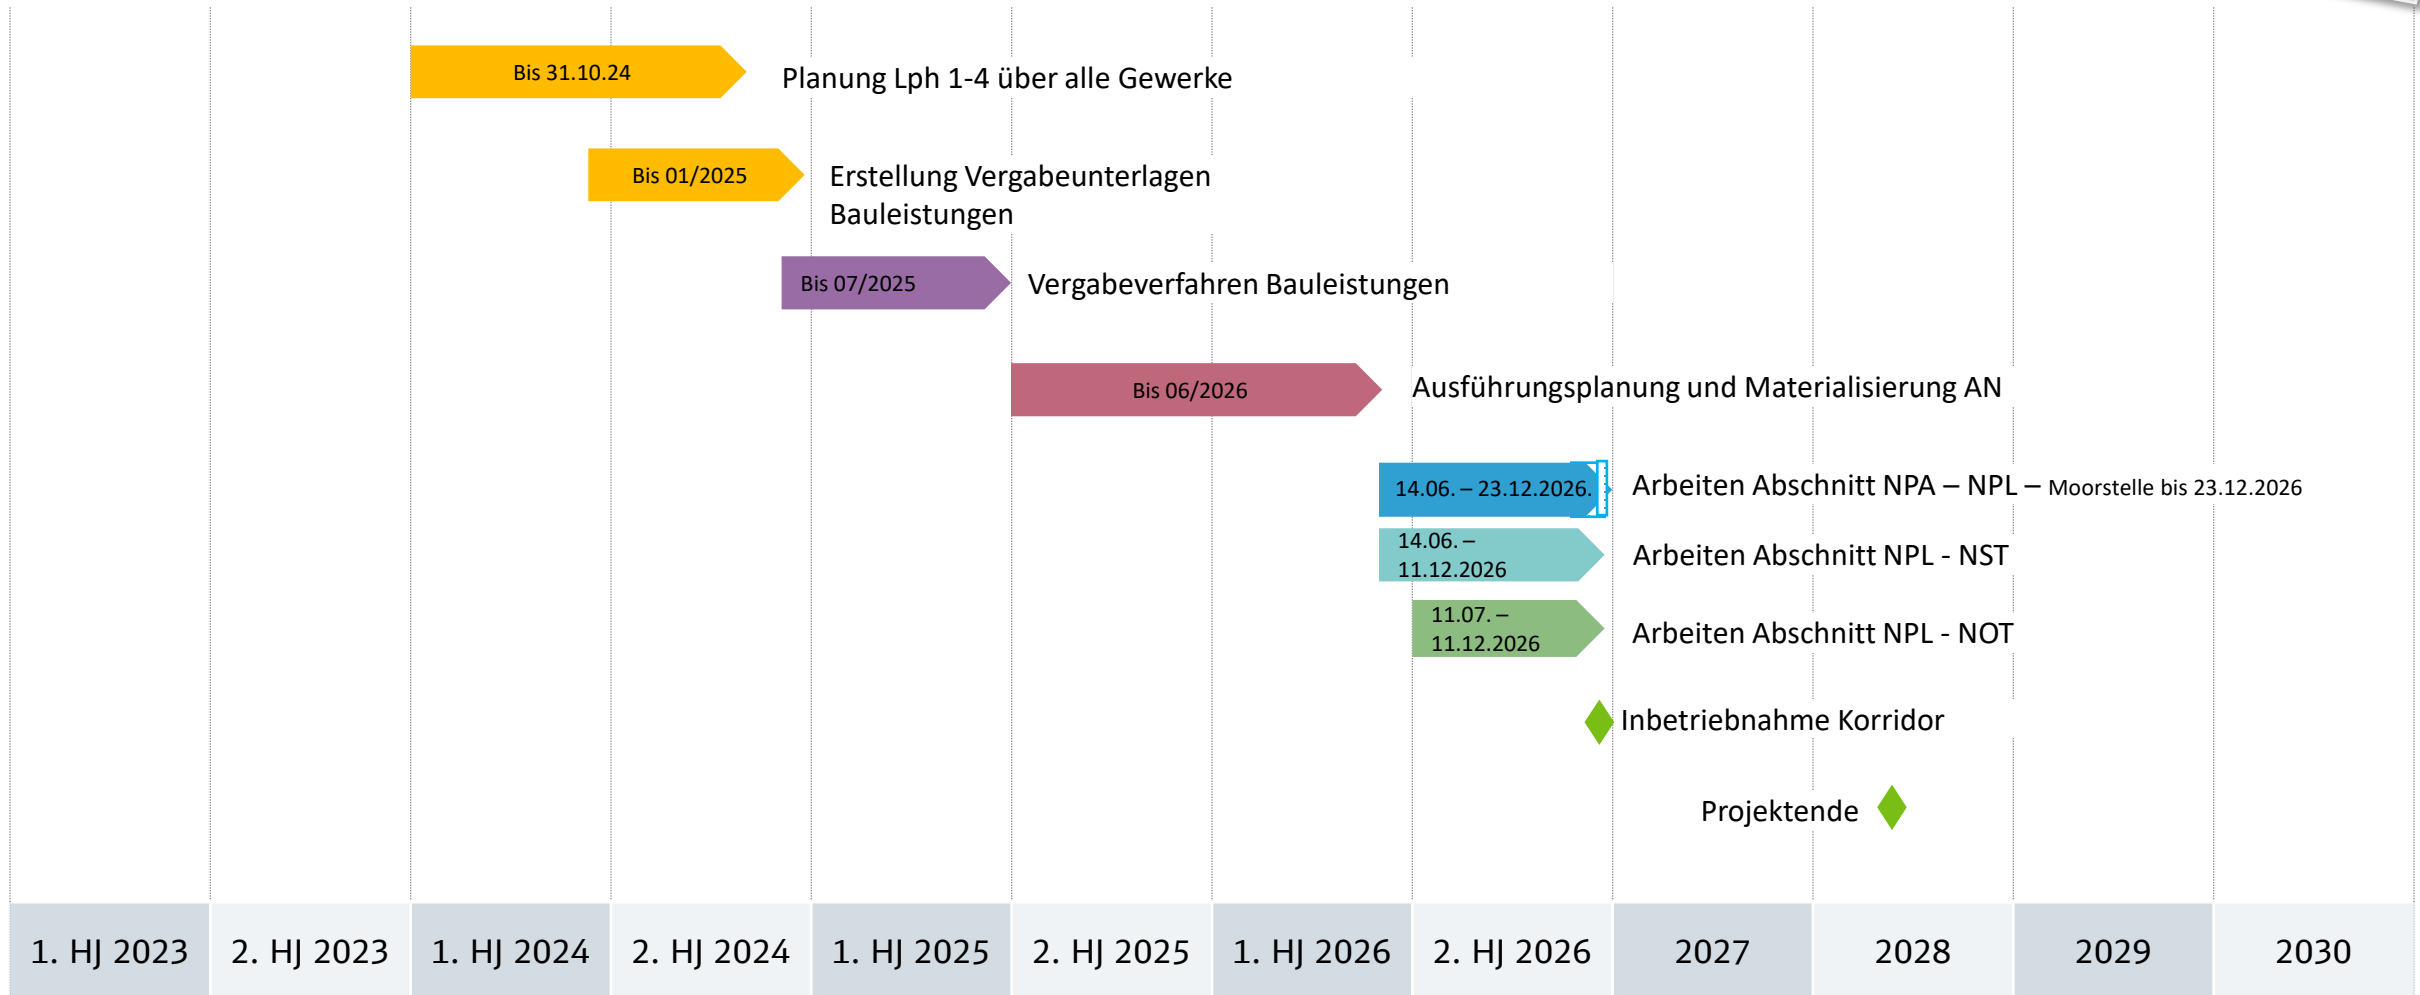 Bis 31.10.24
Planung Lph 1-4 über alle Gewerke
Bis 01/2025
Erstellung Vergabeunterlagen
Bauleistungen
Bis 07/2025
Vergabeverfahren Bauleistungen
Bis 06/2026
Ausführungsplanung und Materialisierung AN
14.06. – 23.12.2026.
Arbeiten Abschnitt NPA – NPL – Moorstelle bis 23.12.2026
14.06. –
11.12.2026
Arbeiten Abschnitt NPL - NST
11.07. –
11.12.2026
Arbeiten Abschnitt NPL - NOT
Inbetriebnahme Korridor
Projektende
1. HJ 2023
2. HJ 2023
1. HJ 2024
2. HJ 2024
1. HJ 2025
2. HJ 2025
1. HJ 2026
2. HJ 2026
2027
2028
2029
2030